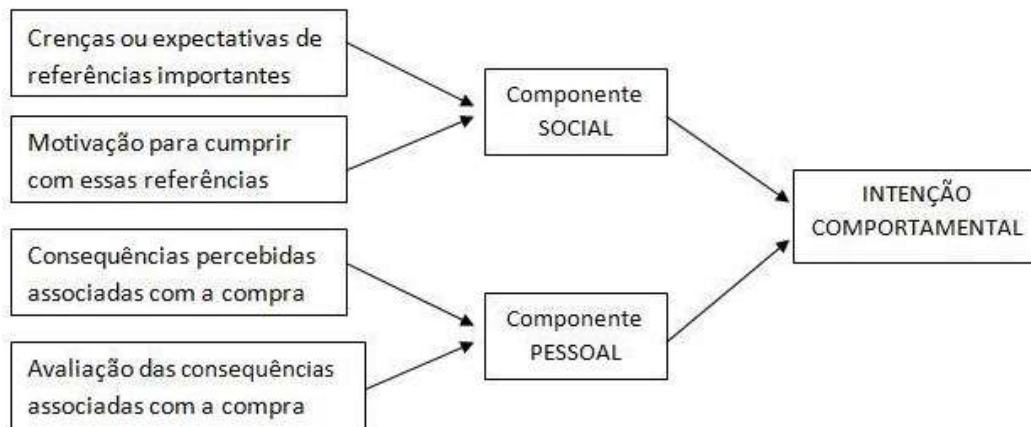 Crenças ou expectativas de
referências importantes
Motivação para cumprir
com essas referências
Componente
SOCIAL
Consequências percebidas
associadas com a compra
Avaliação das consequências
associadas com a compra
Componente
PESSOAL
INTENÇÃO
COMPORTAMENTAL